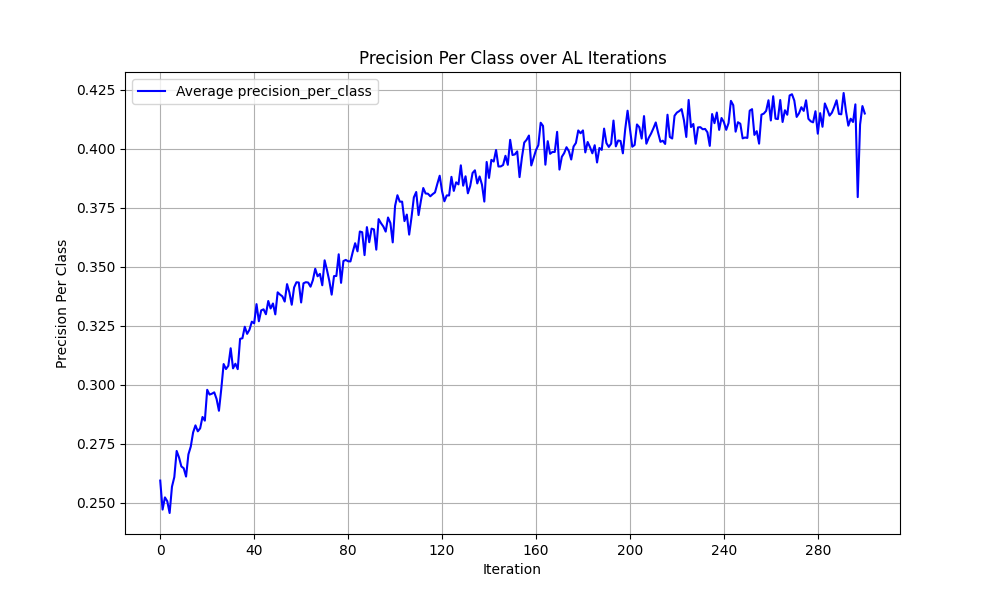 Precision Per Class over AL Iterations
Average precision_per_class
Precision Per Class
0.425
0.400
0.375
0.350
0.325
0.300
0.275
0.250
0 40 80 120 160 200 240 280
Iteration